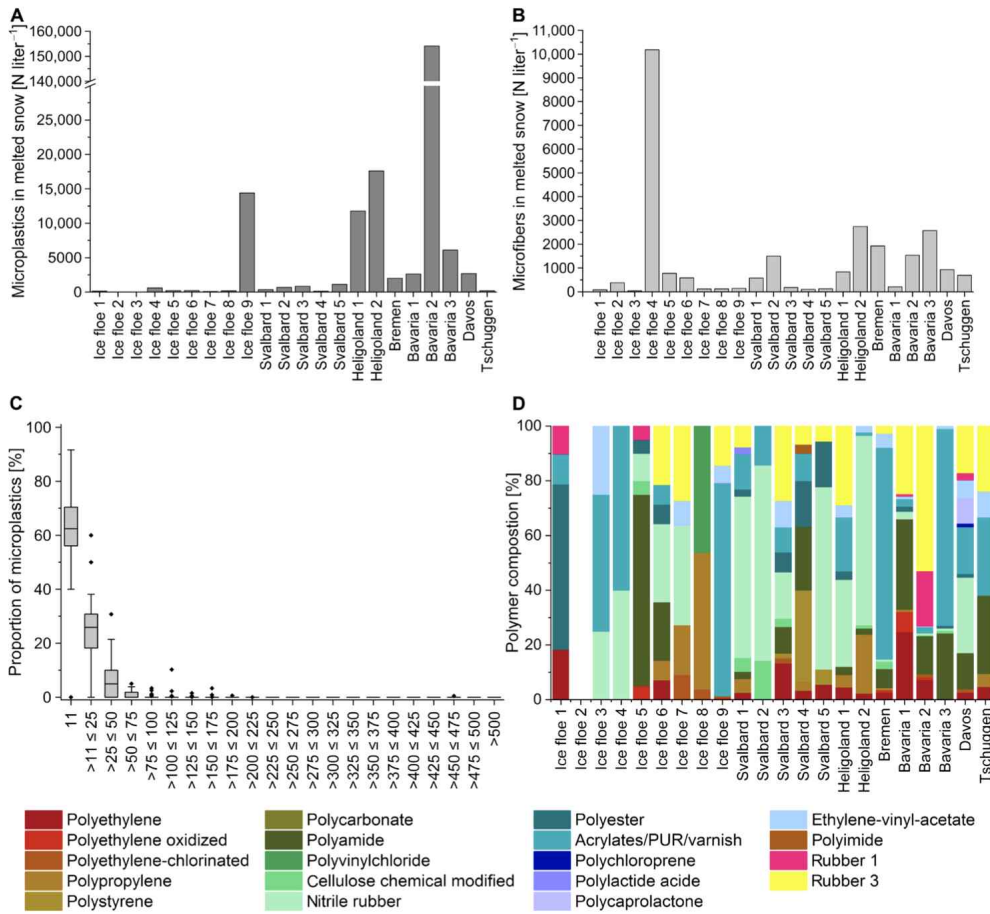 A
Microplastics in melted snow [N liter⁻¹]
160,000
150,000
140,000
25,000
20,000
15,000
10,000
5000
0
Ice floe 1
Ice floe 2
Ice floe 3
Ice floe 4
Ice floe 5
Ice floe 6
Ice floe 7
Ice floe 8
Ice floe 9
Svalbard 1
Svalbard 2
Svalbard 3
Svalbard 4
Svalbard 5
Heligoland 1
Heligoland 2
Bremen
Bavaria 1
Bavaria 2
Bavaria 3
Davos
Tschuggen
B
Microfibers in melted snow [N liter⁻¹]
11,000
10,000
9000
8000
7000
6000
5000
4000
3000
2000
1000
0
Ice floe 1
Ice floe 2
Ice floe 3
Ice floe 4
Ice floe 5
Ice floe 6
Ice floe 7
Ice floe 8
Ice floe 9
Svalbard 1
Svalbard 2
Svalbard 3
Svalbard 4
Svalbard 5
Heligoland 1
Heligoland 2
Bremen
Bavaria 1
Bavaria 2
Bavaria 3
Davos
Tschuggen
C
Proportion of microplastics [%]
100
80
60
40
20
0
11
>11 ≤ 25
>25 ≤ 50
>50 ≤ 75
>75 ≤ 100
>100 ≤ 125
>125 ≤ 150
>150 ≤ 175
>175 ≤ 200
>200 ≤ 225
>225 ≤ 250
>250 ≤ 275
>275 ≤ 300
>300 ≤ 325
>325 ≤ 350
>350 ≤ 375
>375 ≤ 400
>400 ≤ 425
>425 ≤ 450
>450 ≤ 475
>475 ≤ 500
>500
D
Polymer compostion [%]
100
80
60
40
20
0
Ice floe 1
Ice floe 2
Ice floe 3
Ice floe 4
Ice floe 5
Ice floe 6
Ice floe 7
Ice floe 8
Ice floe 9
Svalbard 1
Svalbard 2
Svalbard 3
Svalbard 4
Svalbard 5
Heligoland 1
Heligoland 2
Bremen
Bavaria 1
Bavaria 2
Bavaria 3
Davos
Tschuggen
Polyethylene
Polyethylene oxidized
Polyethylene-chlorinated
Polypropylene
Polystyrene
Polycarbonate
Polyamide
Polyvinylchloride
Cellulose chemical modified
Nitrile rubber
Polyester
Acrylates/PUR/varnish
Polychloroprene
Polylactide acide
Polycaprolactone
Ethylene-vinyl-acetate
Polyimide
Rubber 1
Rubber 3